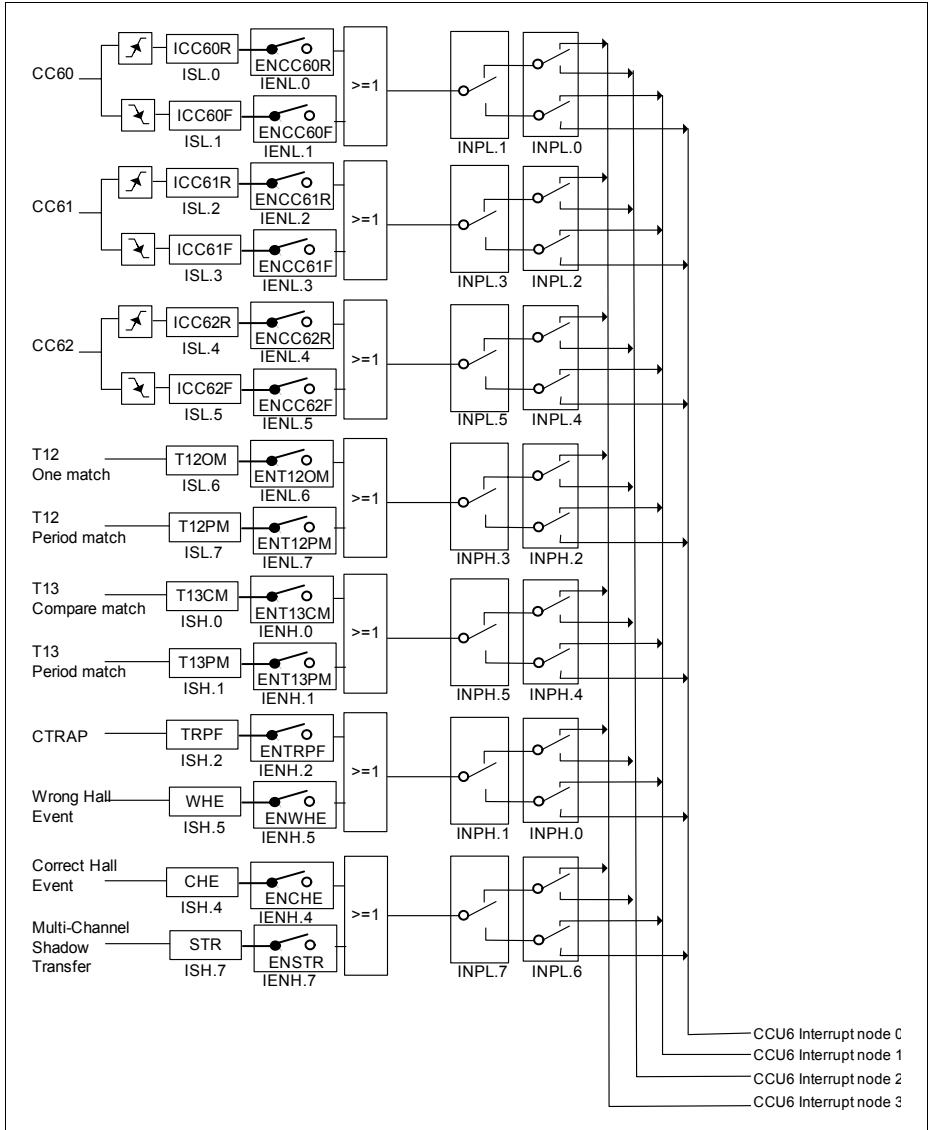 CC60
ICC60R
ISL.0
ENCC60R
IENL.0
ICC60F
ISL.1
ENCC60F
IENL.1
>=1
INPL.1
INPL.0
CC61
ICC61R
ISL.2
ENCC61R
IENL.2
ICC61F
ISL.3
ENCC61F
IENL.3
>=1
INPL.3
INPL.2
CC62
ICC62R
ISL.4
ENCC62R
IENL.4
ICC62F
ISL.5
ENCC62F
IENL.5
>=1
INPL.5
INPL.4
T12
One match
T12OM
ISL.6
ENT12OM
IENL.6
T12
Period match
T12PM
ISL.7
ENT12PM
IENL.7
>=1
INPH.3
INPH.2
T13
Compare match
T13CM
ISH.0
ENT13CM
IENH.0
T13
Period match
T13PM
ISH.1
ENT13PM
IENH.1
>=1
INPH.5
INPH.4
CTRAP
TRPF
ISH.2
ENTRPF
IENH.2
Wrong Hall
Event
WHE
ISH.5
ENWHE
IENH.5
>=1
INPH.1
INPH.0
Correct Hall
Event
CHE
ISH.4
ENCHE
IENH.4
Multi-Channel
Shadow
Transfer
STR
ISH.7
ENSTR
IENH.7
>=1
INPL.7
INPL.6
CCU6 Interrupt node 0
CCU6 Interrupt node 1
CCU6 Interrupt node 2
CCU6 Interrupt node 3